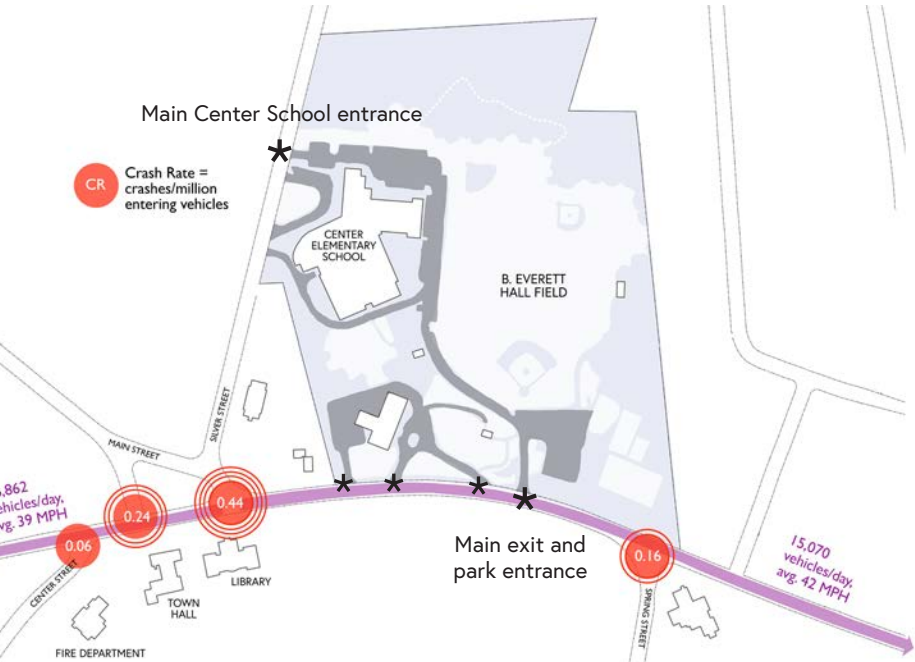 Main Center School entrance
CR
Crash Rate =
crashes/million
entering vehicles
CENTER
ELEMENTARY
SCHOOL
B. EVERETT
HALL FIELD
SILVER STREET
MAIN STREET
,862
vehicles/day,
avg. 39 MPH
0.06
0.24
0.44
0.16
Main exit and
park entrance
15,070
vehicles/day,
avg. 42 MPH
CENTER STREET
LIBRARY
TOWN
HALL
FIRE DEPARTMENT
SPRING STREET